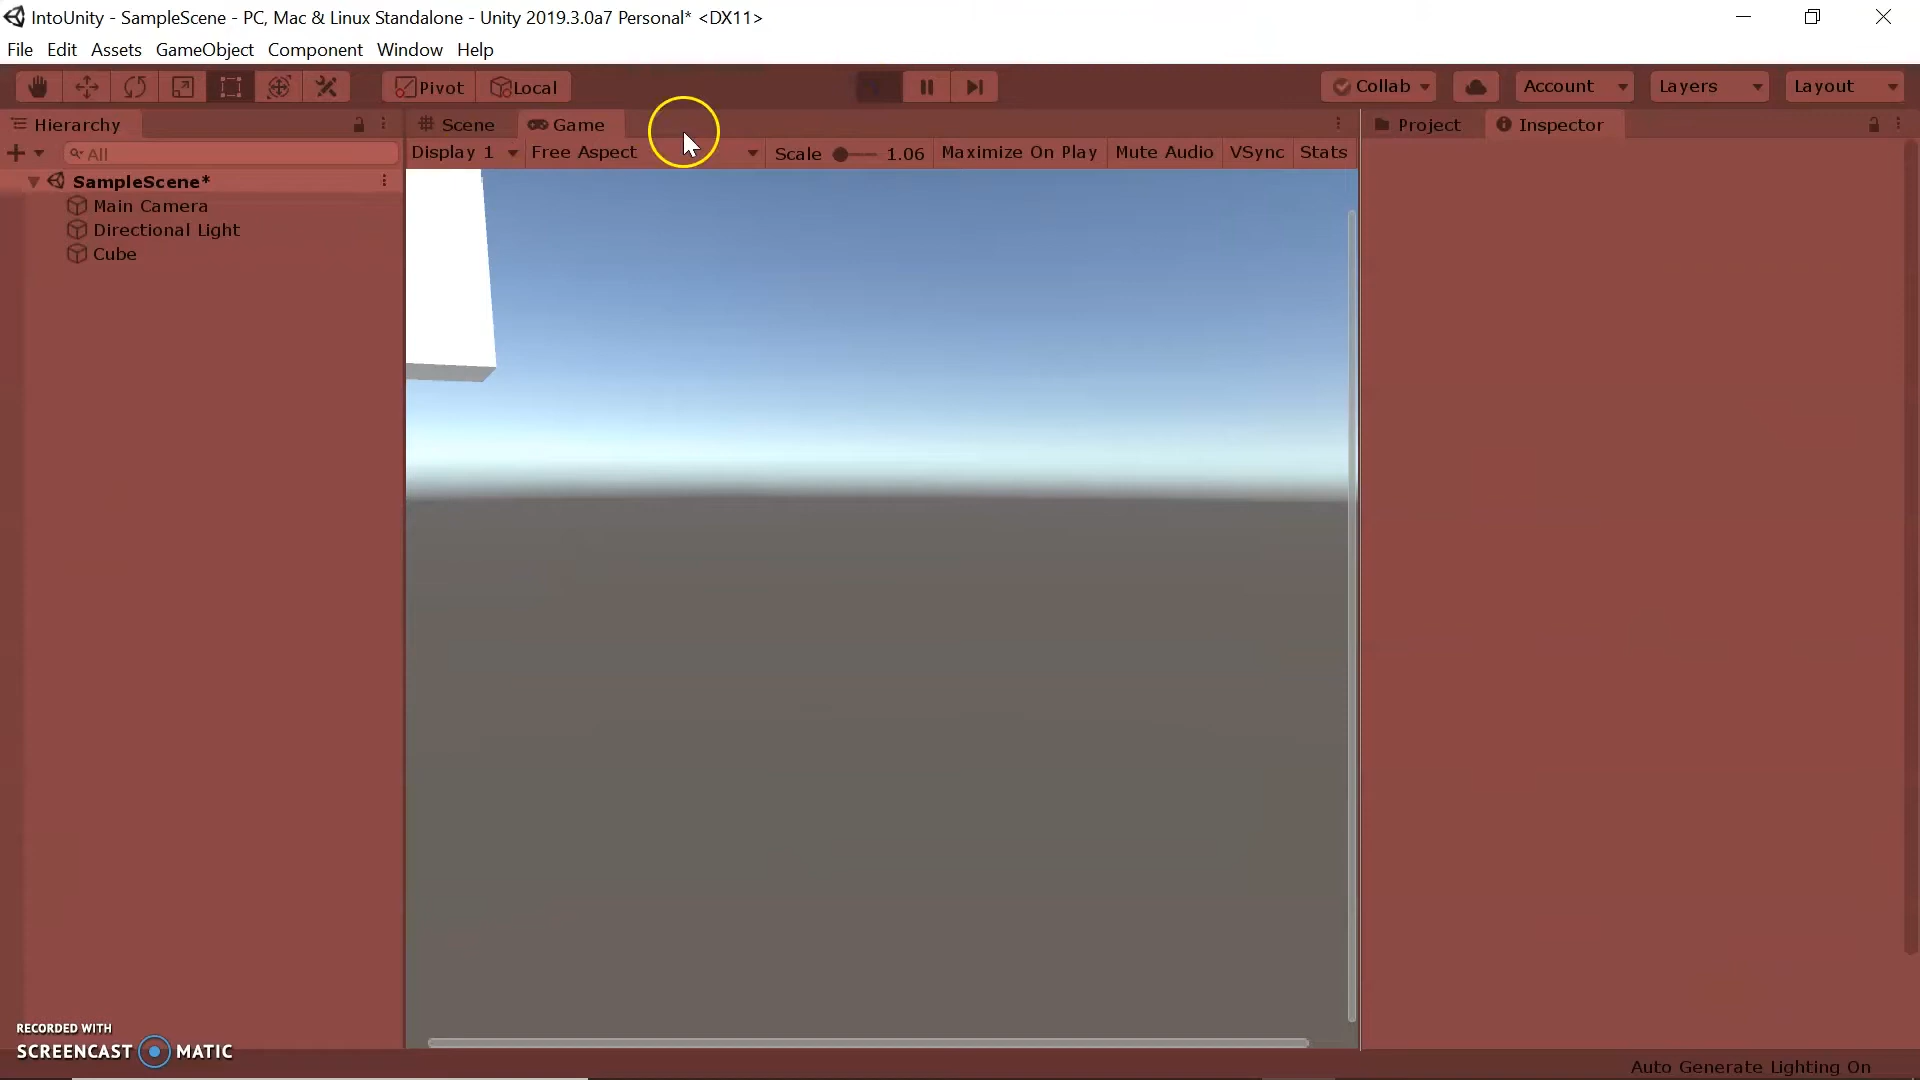 IntoUnity - SampleScene - PC, Mac & Linux Standalone - Unity 2019.3.0a7 Personal* <DX11>
File Edit Assets GameObject Component Window Help
Pivot Local Collab Account Layers Layout
Hierarchy Scene Game Project Inspector
All Display 1 Free Aspect Scale 1.06 Maximize On Play Mute Audio VSync Stats
SampleScene*
Main Camera
Directional Light
Cube
RECORDED WITH
SCREENCAST MATIC
Auto Generate Lighting On